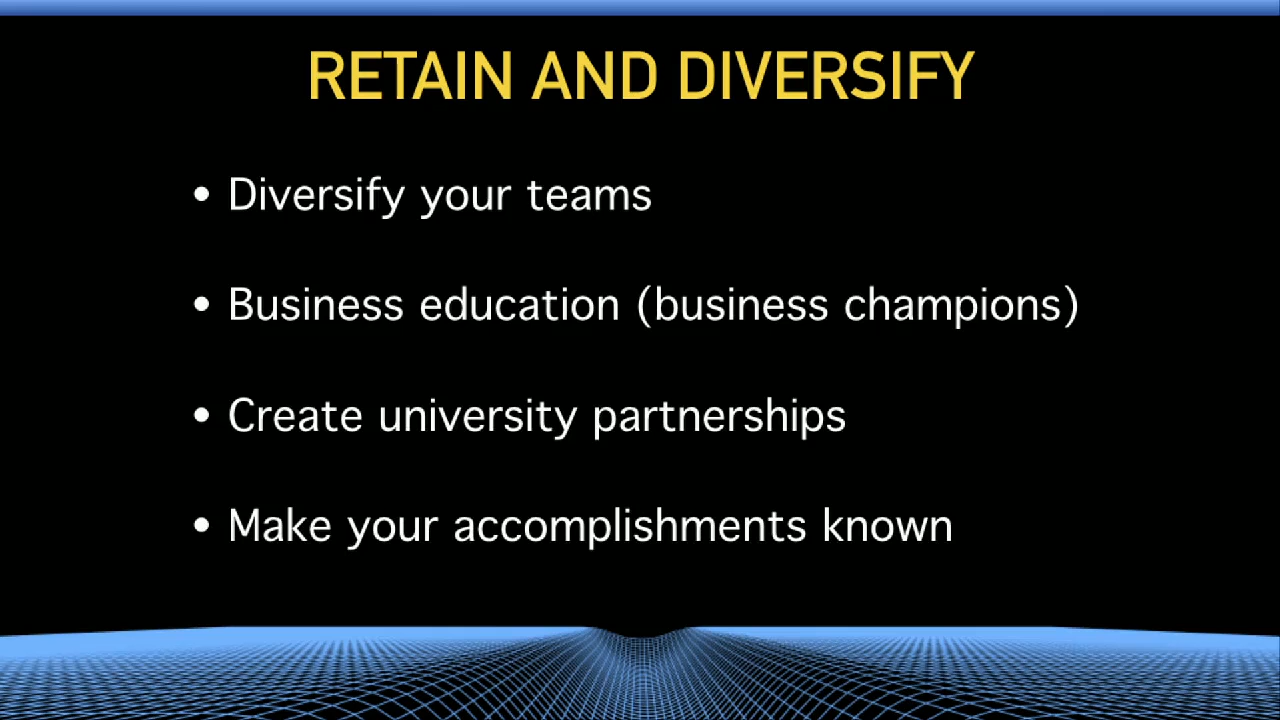 RETAIN AND DIVERSIFY
• Diversify your teams
• Business education (business champions)
• Create university partnerships
• Make your accomplishments known